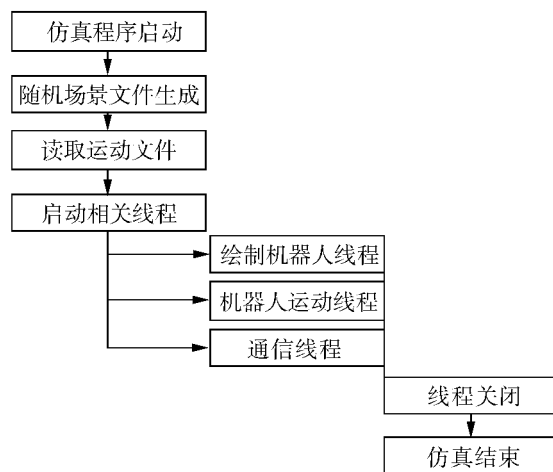 仿真程序启动
随机场景文件生成
读取运动文件
启动相关线程
绘制机器人线程
机器人运动线程
通信线程
线程关闭
仿真结束